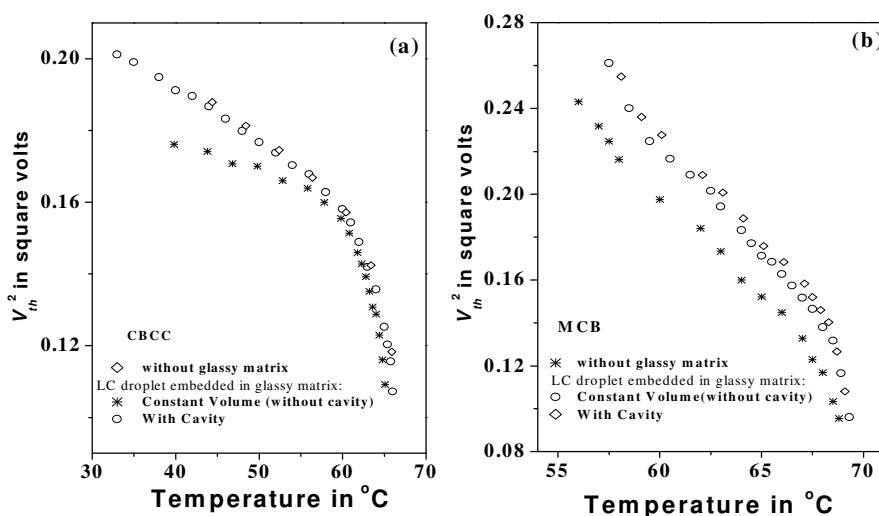 (a)
0.20
0.16
0.12
V_th^2 in square volts
CBCC
◇ without glassy matrix
LC droplet embedded in glassy matrix:
✳ Constant Volume (without cavity)
○ With Cavity
30 40 50 60 70
Temperature in °C
(b)
0.28
0.24
0.20
0.16
0.12
0.08
V_th^2 in square volts
MCB
✳ without glassy matrix
LC droplet embedded in glassy matrix:
○ Constant Volume(without cavity)
◇ With Cavity
55 60 65 70
Temperature in °C